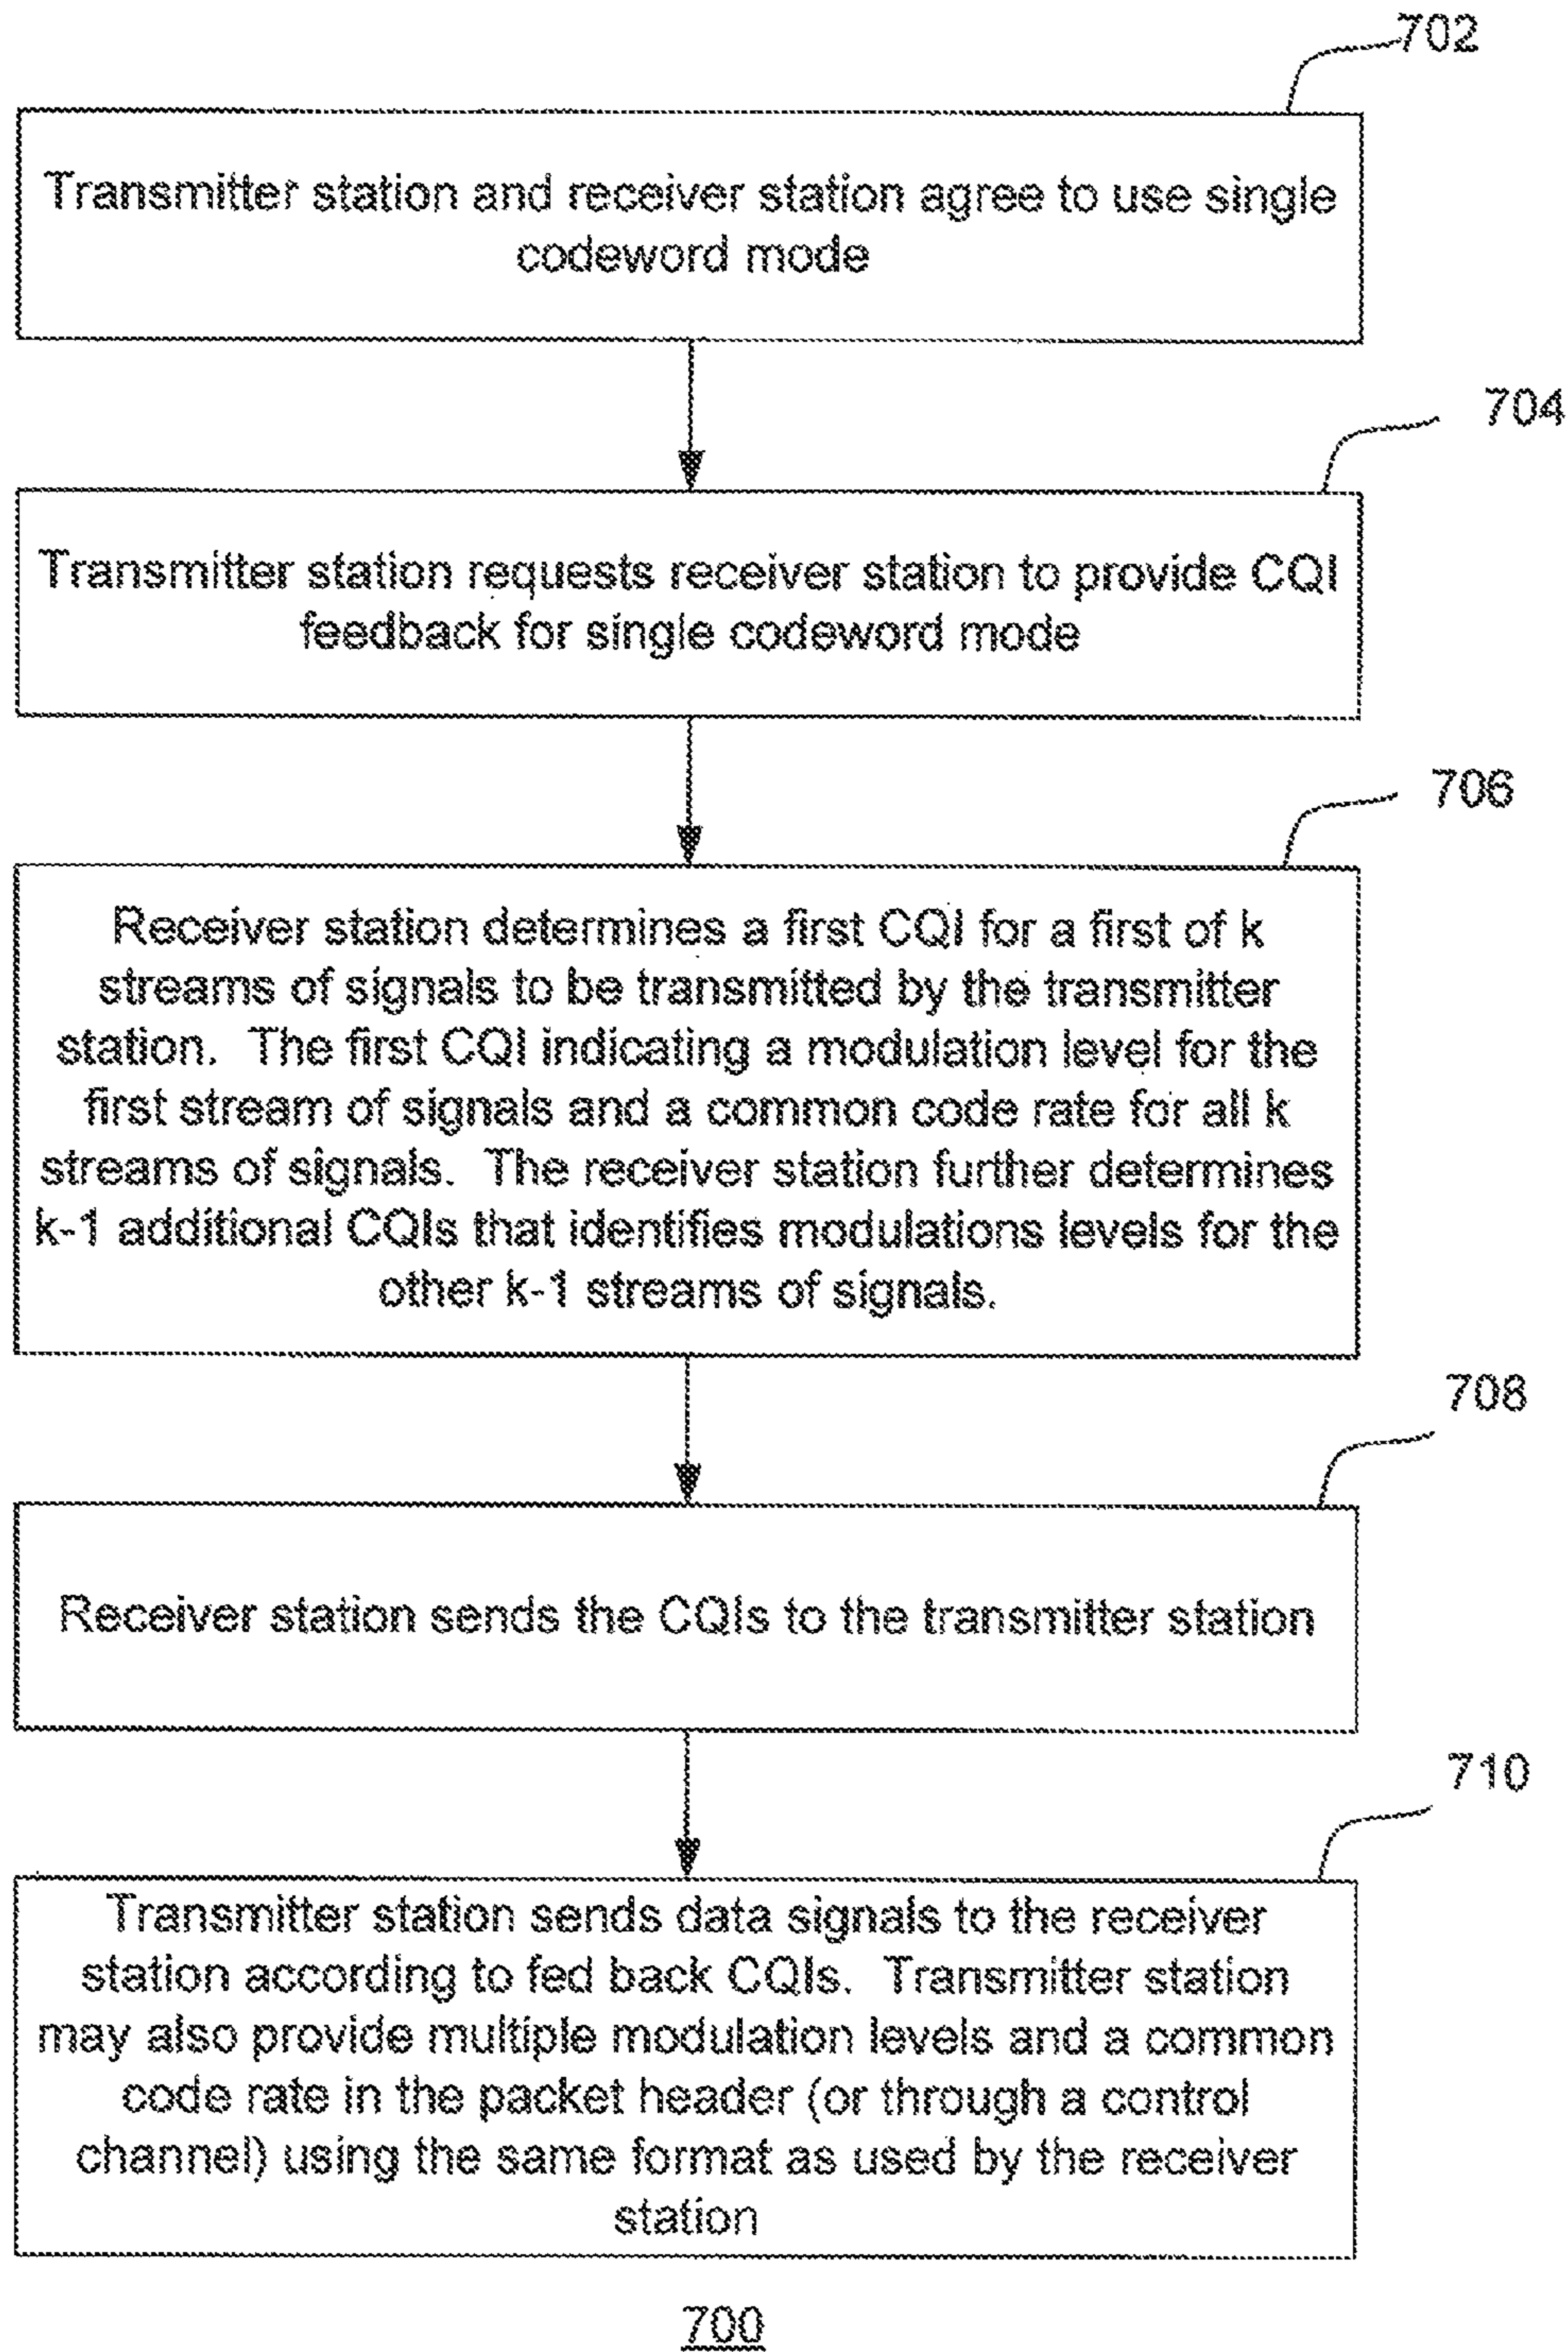 702
Transmitter station and receiver station agree to use single
codeword mode
704
Transmitter station requests receiver station to provide CQI
feedback for single codeword mode
706
Receiver station determines a first CQI for a first of k
streams of signals to be transmitted by the transmitter
station. The first CQI indicating a modulation level for the
first stream of signals and a common code rate for all k
streams of signals. The receiver station further determines
k-1 additional CQIs that identifies modulations levels for the
other k-1 streams of signals.
708
Receiver station sends the CQIs to the transmitter station
710
Transmitter station sends data signals to the receiver
station according to fed back CQIs. Transmitter station
may also provide multiple modulation levels and a common
code rate in the packet header (or through a control
channel) using the same format as used by the receiver
station
700